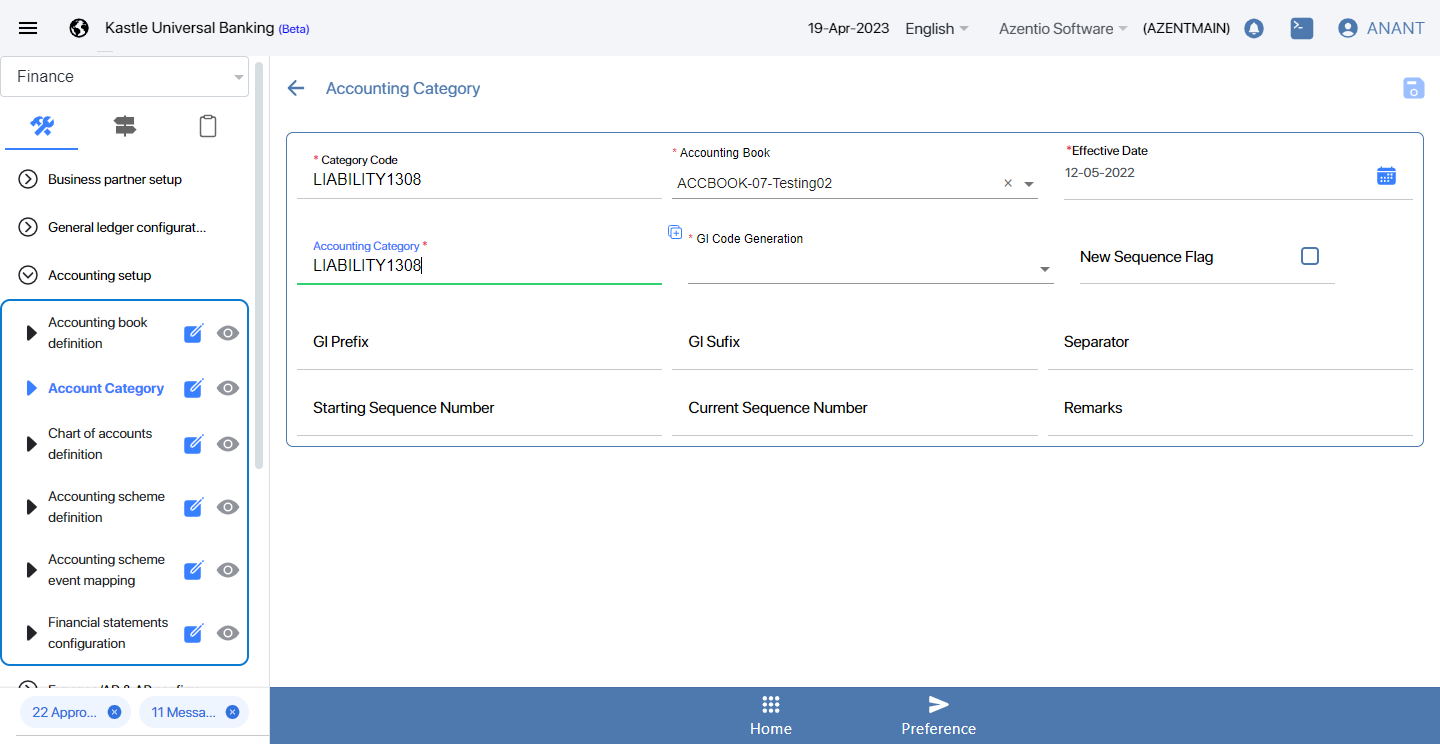 Kastle Universal Banking (Beta)
19-Apr-2023 English Azentio Software (AZENTMAIN) ANANT
Finance
Business partner setup
General ledger configurat...
Accounting setup
Accounting book
definition
Account Category
Chart of accounts
definition
Accounting scheme
definition
Accounting scheme
event mapping
Financial statements
configuration
22 Appro...
11 Messa...
Accounting Category
* Category Code
LIABILITY1308
* Accounting Book
ACCBOOK-07-Testing02
*Effective Date
12-05-2022
Accounting Category *
LIABILITY1308
* GI Code Generation
New Sequence Flag
GI Prefix
GI Sufix
Separator
Starting Sequence Number
Current Sequence Number
Remarks
Home
Preference